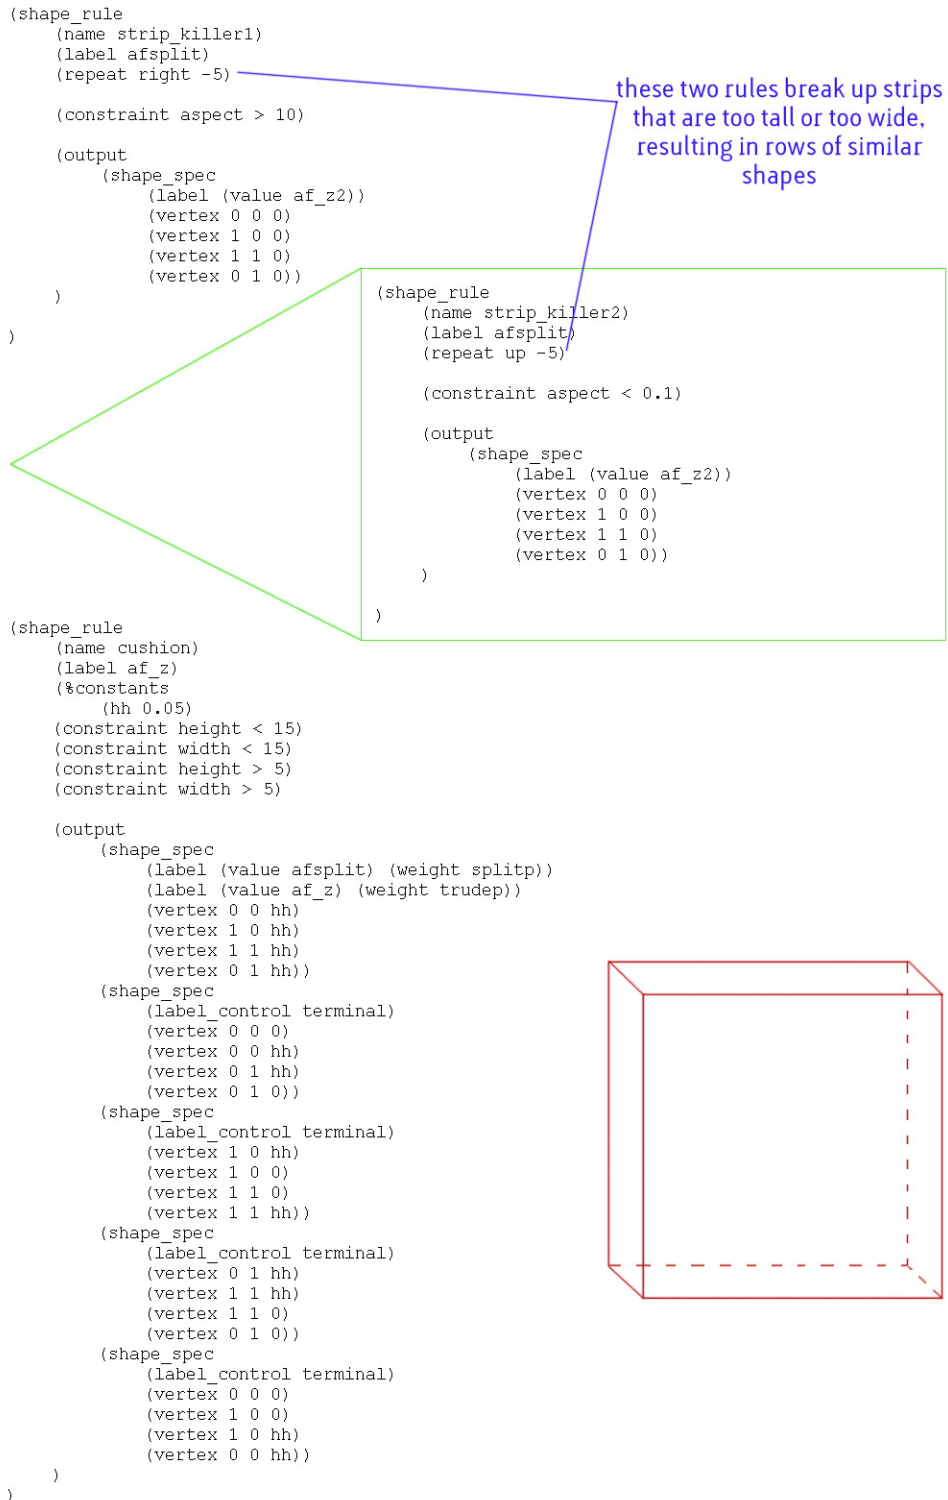 (shape_rule
(name strip_killer1)
(label afsplit)
(repeat right -5)
(constraint aspect > 10)
(output
(shape_spec
(label (value af_z2))
(vertex 0 0 0)
(vertex 1 0 0)
(vertex 1 1 0)
(vertex 0 1 0))
)
)
these two rules break up strips
that are too tall or too wide,
resulting in rows of similar
shapes
(shape_rule
(name strip_killer2)
(label afsplit)
(repeat up -5)
(constraint aspect < 0.1)
(output
(shape_spec
(label (value af_z2))
(vertex 0 0 0)
(vertex 1 0 0)
(vertex 1 1 0)
(vertex 0 1 0))
)
)
(shape_rule
(name cushion)
(label af_z)
(%constants
(hh 0.05)
(constraint height < 15)
(constraint width < 15)
(constraint height > 5)
(constraint width > 5)
(output
(shape_spec
(label (value afsplit) (weight splitp))
(label (value af_z) (weight trudep))
(vertex 0 0 hh)
(vertex 1 0 hh)
(vertex 1 1 hh)
(vertex 0 1 hh))
(shape_spec
(label_control terminal)
(vertex 0 0 0)
(vertex 0 0 hh)
(vertex 0 1 hh)
(vertex 0 1 0))
(shape_spec
(label_control terminal)
(vertex 1 0 hh)
(vertex 1 0 0)
(vertex 1 1 0)
(vertex 1 1 hh))
(shape_spec
(label_control terminal)
(vertex 0 1 hh)
(vertex 1 1 hh)
(vertex 1 1 0)
(vertex 0 1 0))
(shape_spec
(label_control terminal)
(vertex 0 0 0)
(vertex 1 0 0)
(vertex 1 0 hh)
(vertex 0 0 hh))
)
)